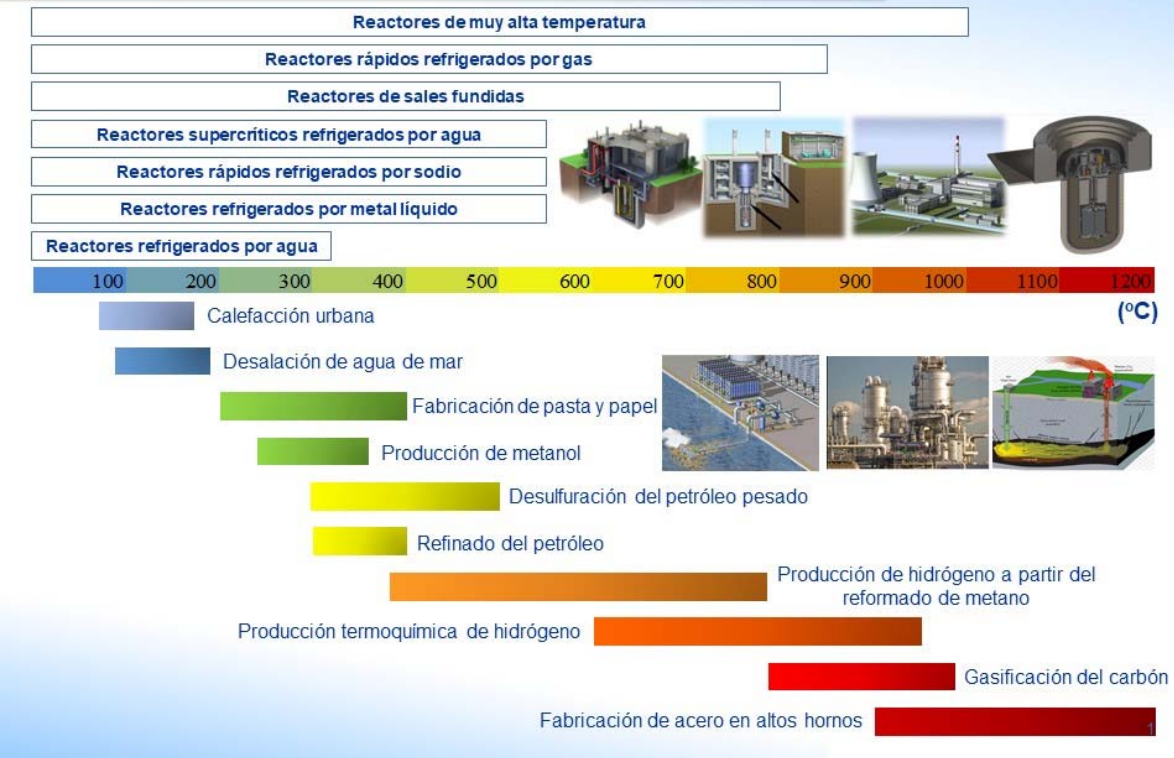 Reactores de muy alta temperatura
Reactores rápidos refrigerados por gas
Reactores de sales fundidas
Reactores supercríticos refrigerados por agua
Reactores rápidos refrigerados por sodio
Reactores refrigerados por metal líquido
Reactores refrigerados por agua
100 200 300 400 500 600 700 800 900 1000 1100 1200
(ºC)
Calefacción urbana
Desalación de agua de mar
Fabricación de pasta y papel
Producción de metanol
Desulfuración del petróleo pesado
Refinado del petróleo
Producción de hidrógeno a partir del
reformado de metano
Producción termoquímica de hidrógeno
Gasificación del carbón
Fabricación de acero en altos hornos
1